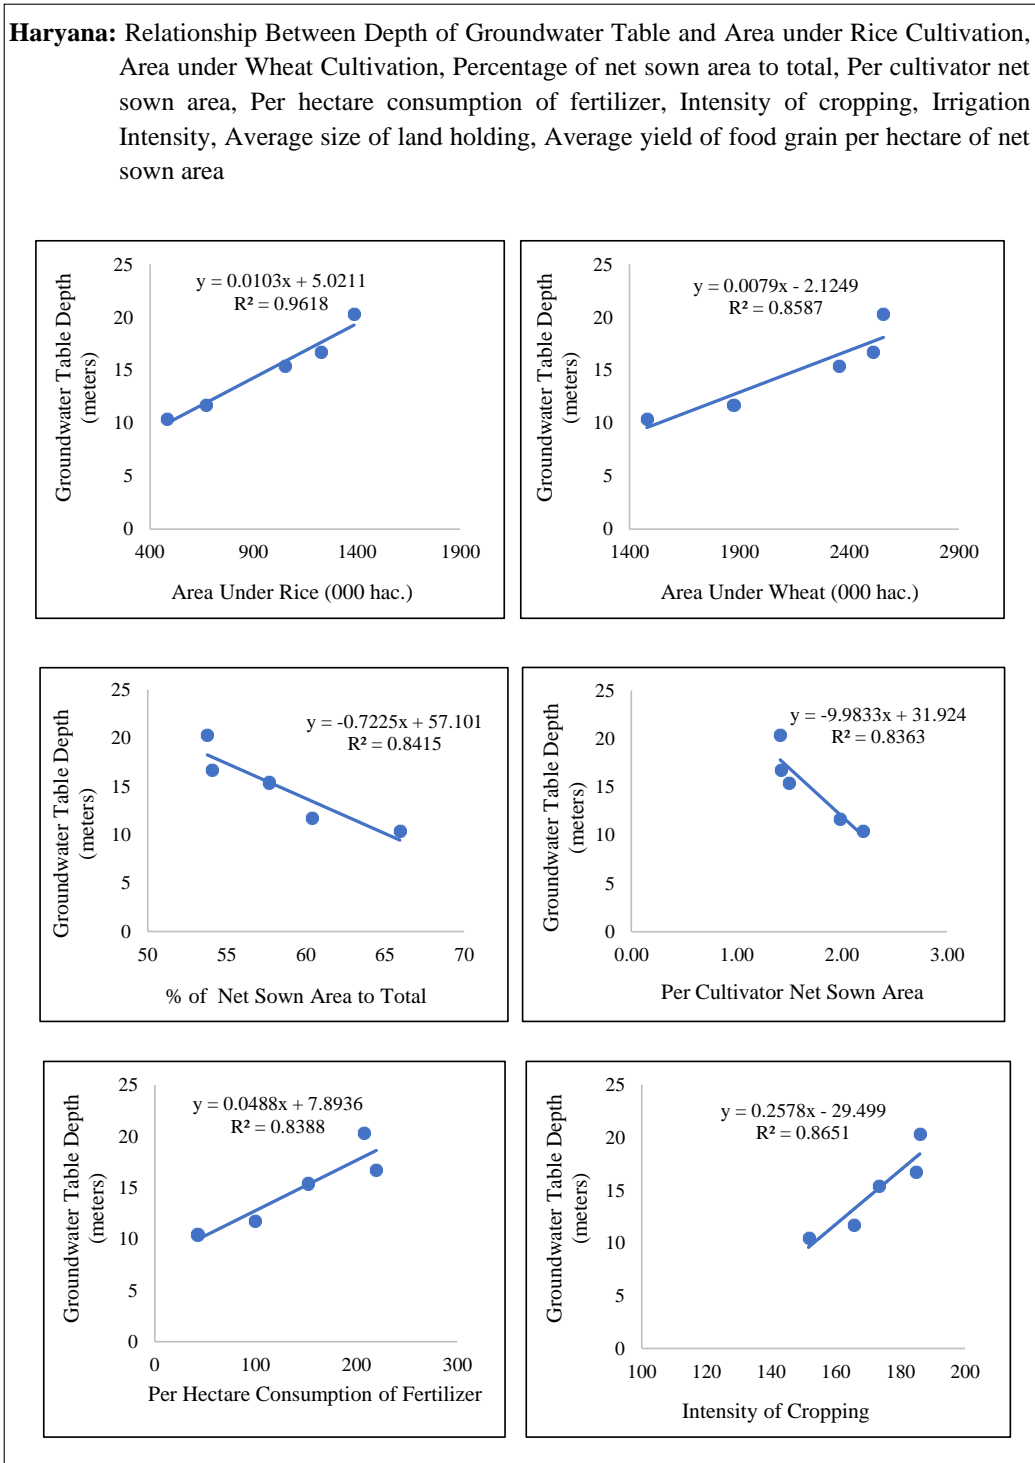 Haryana: Relationship Between Depth of Groundwater Table and Area under Rice Cultivation,
Area under Wheat Cultivation, Percentage of net sown area to total, Per cultivator net
sown area, Per hectare consumption of fertilizer, Intensity of cropping, Irrigation
Intensity, Average size of land holding, Average yield of food grain per hectare of net
sown area
Groundwater Table Depth
(meters)
25
20
15
10
5
0
y = 0.0103x + 5.0211
R² = 0.9618
400 900 1400 1900
Area Under Rice (000 hac.)
Groundwater Table Depth
(meters)
25
20
15
10
5
0
y = 0.0079x - 2.1249
R² = 0.8587
1400 1900 2400 2900
Area Under Wheat (000 hac.)
Groundwater Table Depth
(meters)
25
20
15
10
5
0
y = -0.7225x + 57.101
R² = 0.8415
50 55 60 65 70
% of Net Sown Area to Total
Groundwater Table Depth
(meters)
25
20
15
10
5
0
y = -9.9833x + 31.924
R² = 0.8363
0.00 1.00 2.00 3.00
Per Cultivator Net Sown Area
Groundwater Table Depth
(meters)
25
20
15
10
5
0
y = 0.0488x + 7.8936
R² = 0.8388
0 100 200 300
Per Hectare Consumption of Fertilizer
Groundwater Table Depth
(meters)
25
20
15
10
5
0
y = 0.2578x - 29.499
R² = 0.8651
100 120 140 160 180 200
Intensity of Cropping